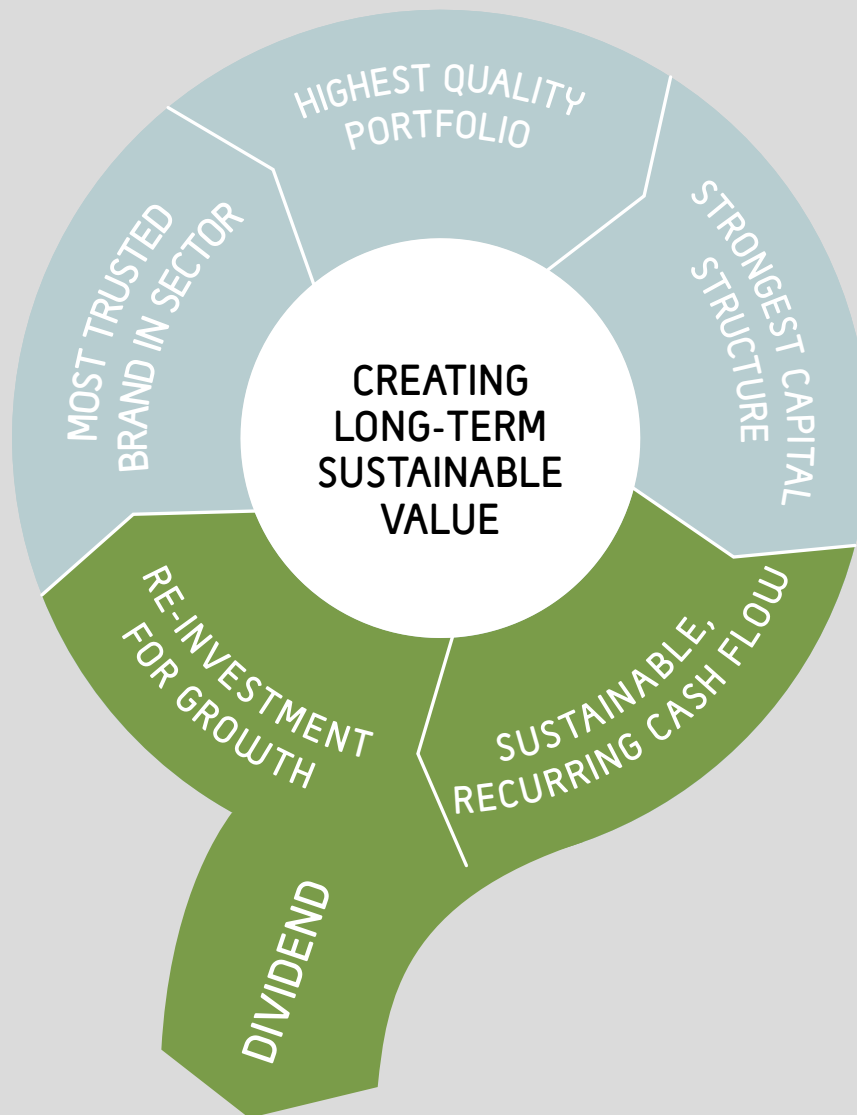 HIGHEST QUALITY
PORTFOLIO
STRONGEST CAPITAL
STRUCTURE
MOST TRUSTED
BRAND IN SECTOR
CREATING
LONG-TERM
SUSTAINABLE
VALUE
RE-INVESTMENT
FOR GROWTH
SUSTAINABLE,
RECURRING CASH FLOW
DIVIDEND